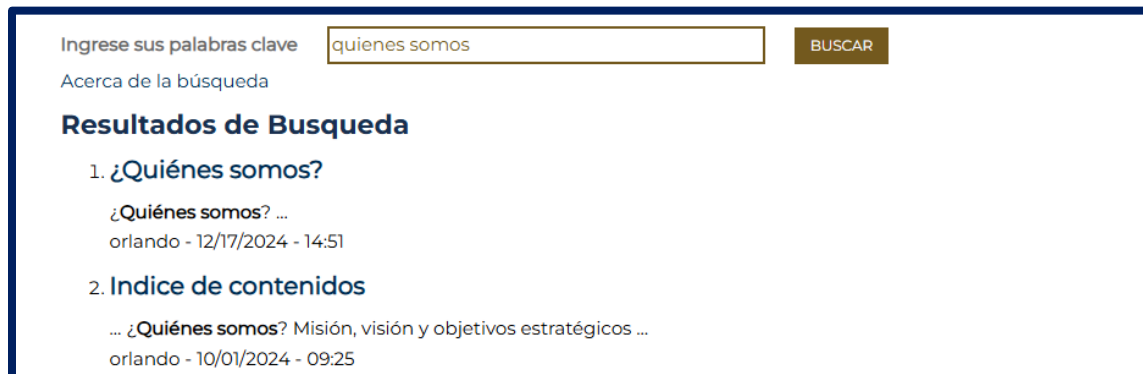 Ingrese sus palabras clave quienes somos BUSCAR
Acerca de la búsqueda
Resultados de Busqueda
1. ¿Quiénes somos?
¿Quiénes somos? ...
orlando - 12/17/2024 - 14:51
2. Indice de contenidos
... ¿Quiénes somos? Misión, visión y objetivos estratégicos ...
orlando - 10/01/2024 - 09:25